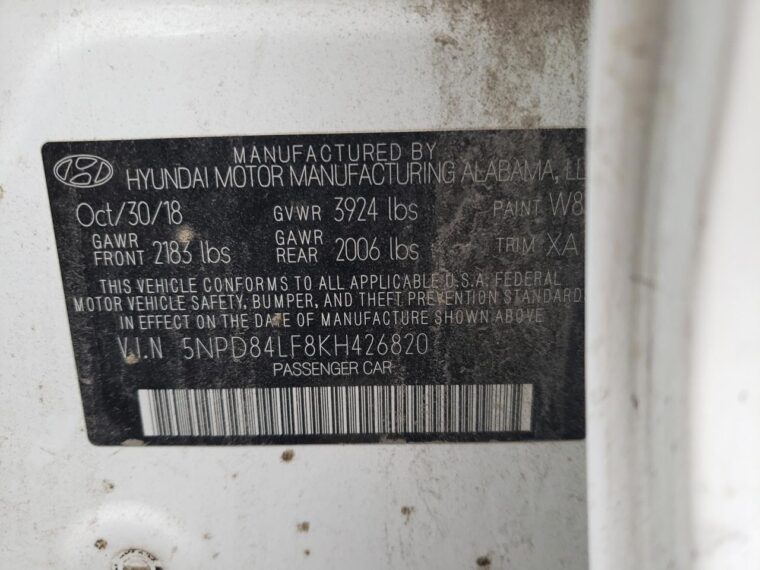 MANUFACTURED BY
HYUNDAI MOTOR MANUFACTURING ALABAMA,
Oct/30/18 GVWR 3924 lbs PAINT W8
GAWR FRONT 2183 lbs GAWR REAR 2006 lbs TRIM XA
THIS VEHICLE CONFORMS TO ALL APPLICABLE U.S.A. FEDERAL
MOTOR VEHICLE SAFETY, BUMPER, AND THEFT PREVENTION STANDARD
IN EFFECT ON THE DATE OF MANUFACTURE SHOWN ABOVE
V.I.N 5NPD84LF8KH426820
PASSENGER CAR